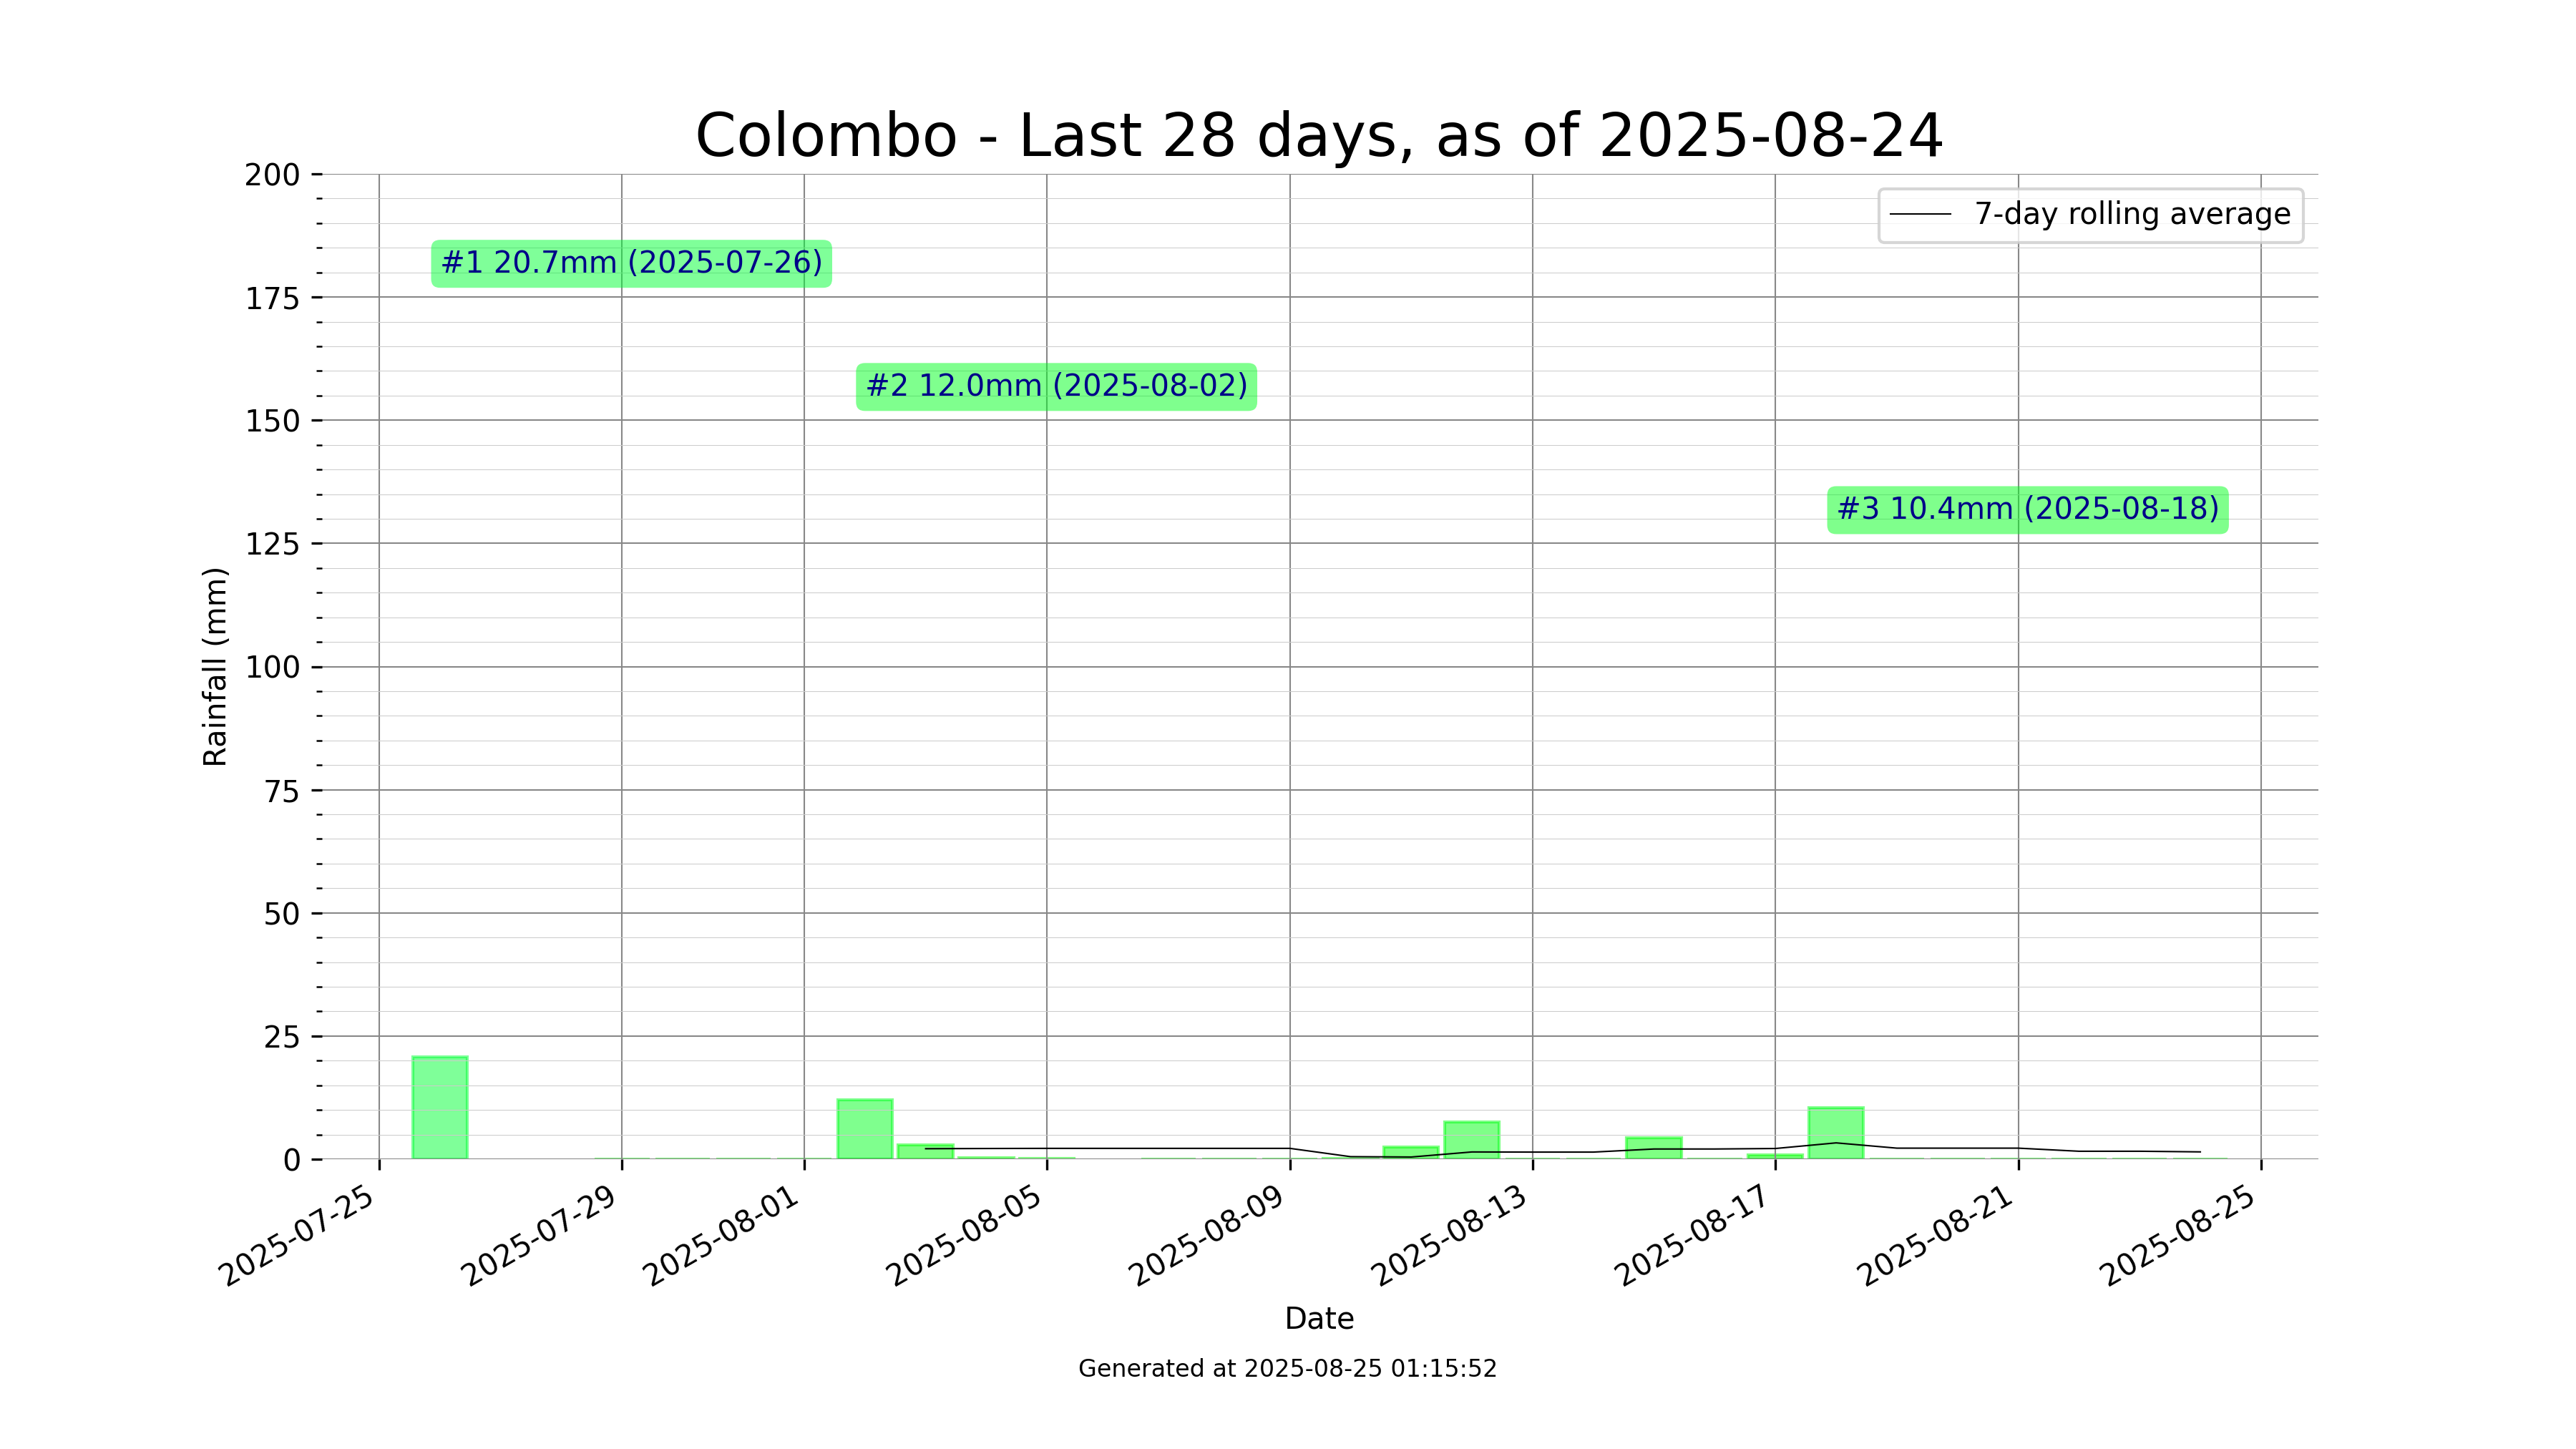 Colombo - Last 28 days, as of 2025-08-24
7-day rolling average
#1 20.7mm (2025-07-26)
#2 12.0mm (2025-08-02)
#3 10.4mm (2025-08-18)
Rainfall (mm)
200
175
150
125
100
75
50
25
0
2025-07-25
2025-07-29
2025-08-01
2025-08-05
2025-08-09
2025-08-13
2025-08-17
2025-08-21
2025-08-25
Date
Generated at 2025-08-25 01:15:52